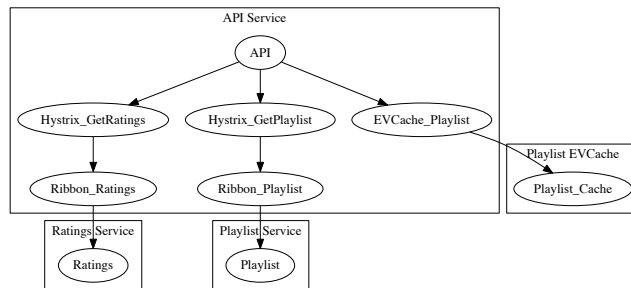 API Service
API
Hystrix_GetRatings
Hystrix_GetPlaylist
EVCache_Playlist
Playlist EVCache
Ribbon_Ratings
Ribbon_Playlist
Playlist_Cache
Ratings Service
Playlist Service
Ratings
Playlist